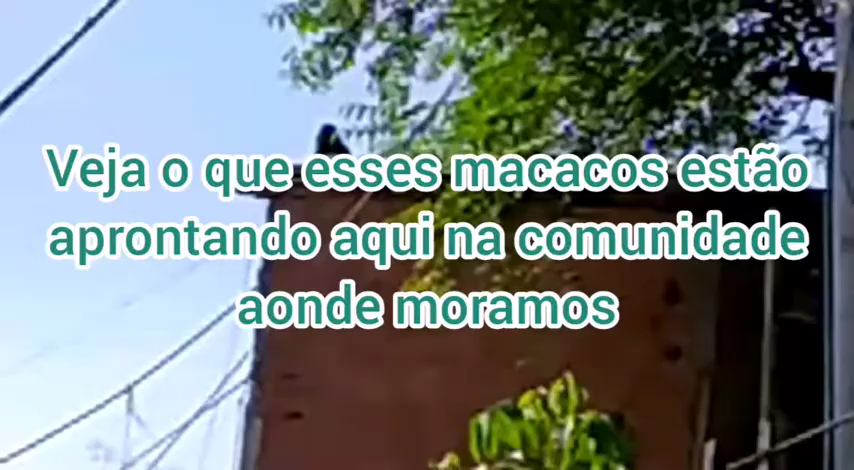 Veja o que esses macacos estão
aprontando aqui na comunidade
aonde moramos